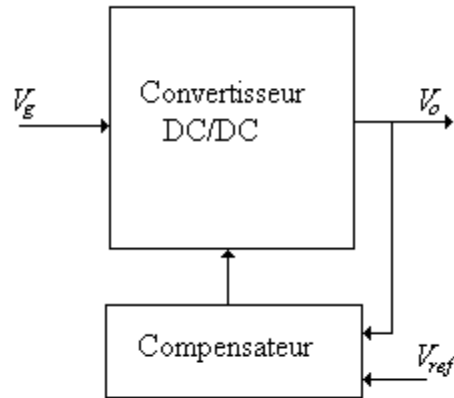 Convertisseur
DC/DC
V_g
V_o
Compensateur
V_ref